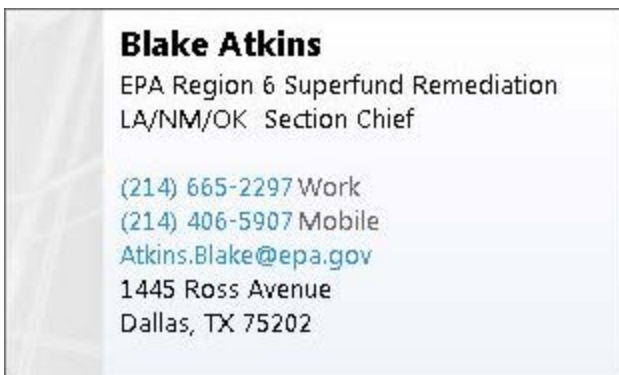 Blake Atkins
EPA Region 6 Superfund Remediation
LA/NM/OK  Section Chief
(214) 665-2297 Work
(214) 406-5907 Mobile
Atkins.Blake@epa.gov
1445 Ross Avenue
Dallas, TX 75202